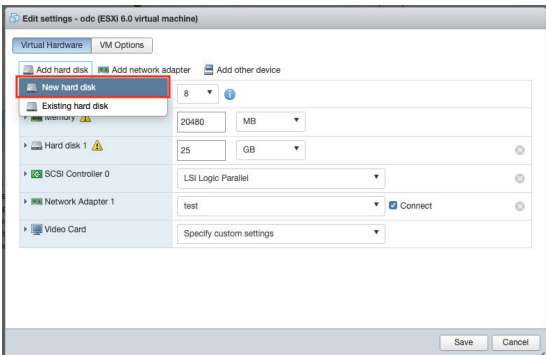 Edit settings - odc (ESXi 6.0 virtual machine)
Virtual Hardware VM Options
Add hard disk Add network adapter Add other device
New hard disk 8
Existing hard disk
Memory 20480 MB
Hard disk 1 25 GB
SCSI Controller 0 LSI Logic Parallel
Network Adapter 1 test Connect
Video Card Specify custom settings
Save Cancel